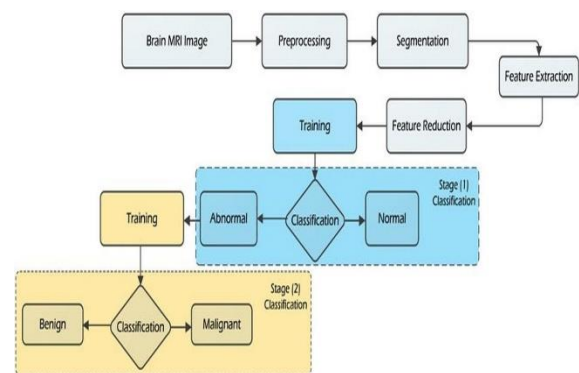 Brain MRI Image
Preprocessing
Segmentation
Feature Extraction
Feature Reduction
Training
Stage (1)
Classification
Abnormal
Classification
Normal
Training
Stage (2)
Classification
Benign
Classification
Malignant